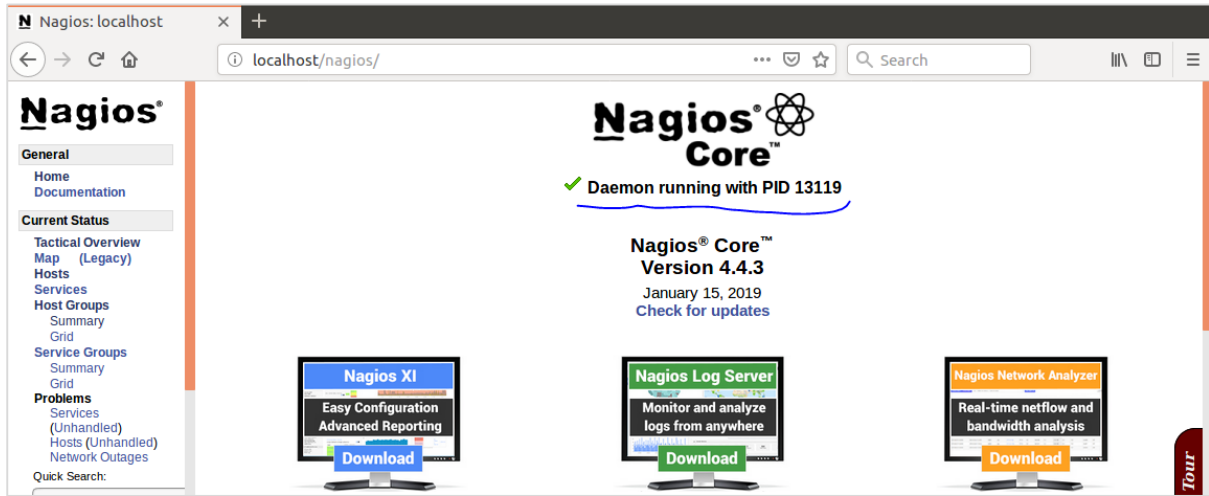 Nagios: localhost
localhost/nagios/
Search
Nagios®
General
Home
Documentation
Current Status
Tactical Overview
Map (Legacy)
Hosts
Services
Host Groups
Summary
Grid
Service Groups
Summary
Grid
Problems
Services
(Unhandled)
Hosts (Unhandled)
Network Outages
Quick Search:
Nagios®
Core™
Daemon running with PID 13119
Nagios® Core™
Version 4.4.3
January 15, 2019
Check for updates
Nagios XI
Easy Configuration
Advanced Reporting
Download
Nagios Log Server
Monitor and analyze
logs from anywhere
Download
Nagios Network Analyzer
Real-time netflow and
bandwidth analysis
Download
Tour